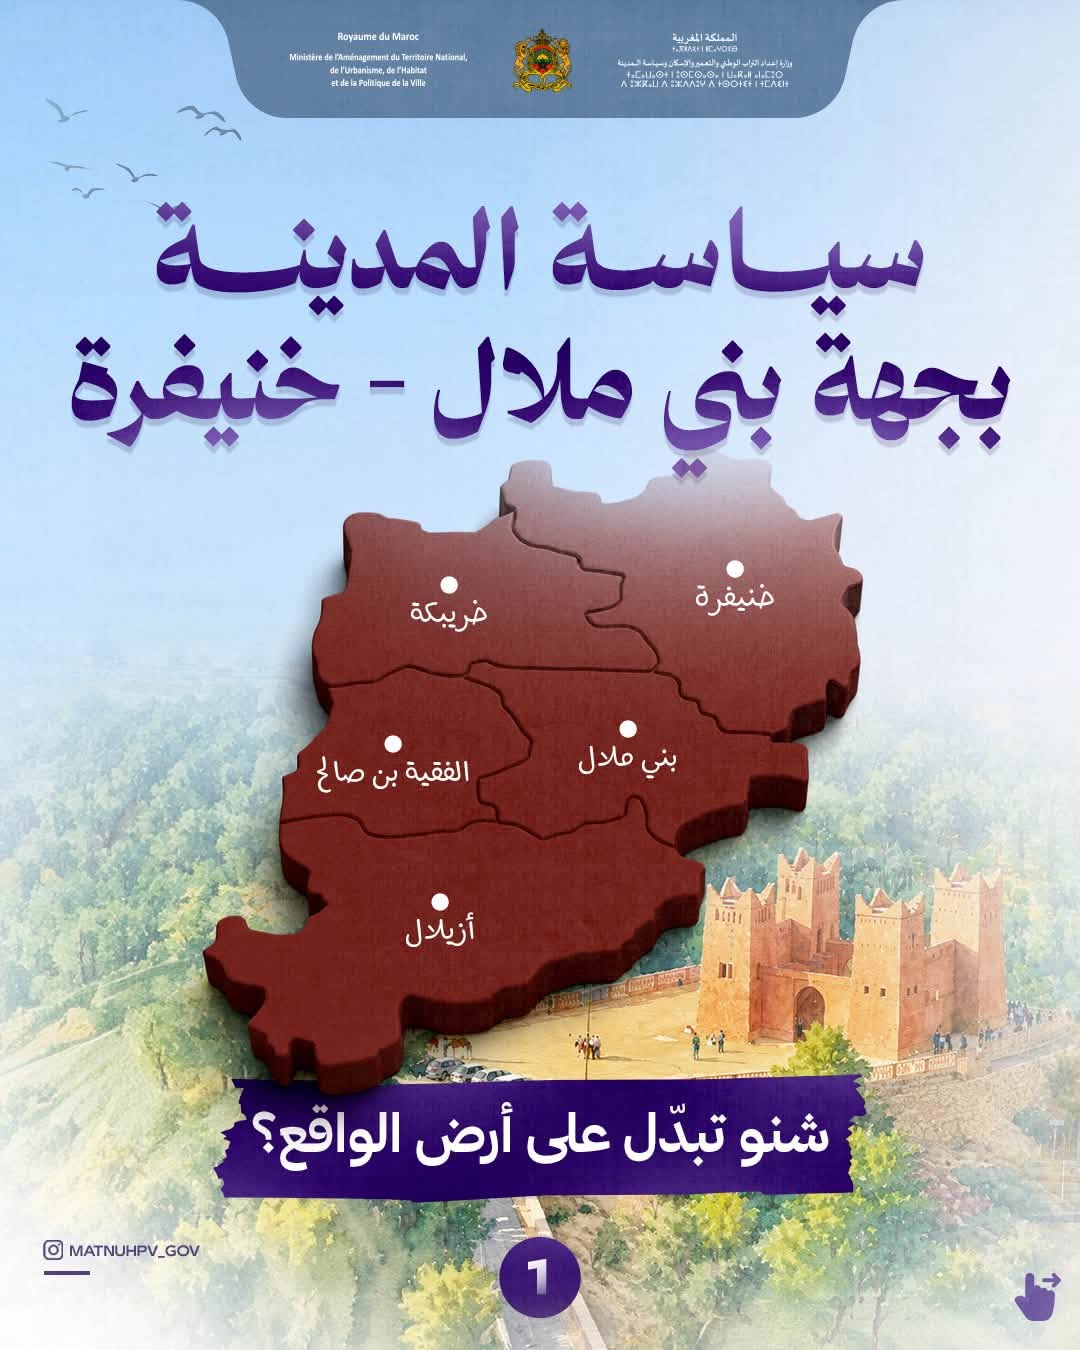 Royaume du Maroc
Ministère de l'Aménagement du Territoire National,
de l'Urbanisme, de l'Habitat
et de la Politique de la Ville
المملكة المغربية
ⵜⴰⴳⵍⴷⵉⵜ ⵏ ⵍⵎⵖⵔⵉⴱ
وزارة إعداد التراب الوطني والتعمير والإسكان وسياسة المدينة
سياسة المدينة
بجهة بني ملال - خنيفرة
خنيفرة
خريبكة
بني ملال
الفقيه بن صالح
أزيلال
شنو تبدّل على أرض الواقع؟
MATNUHPV_GOV
1